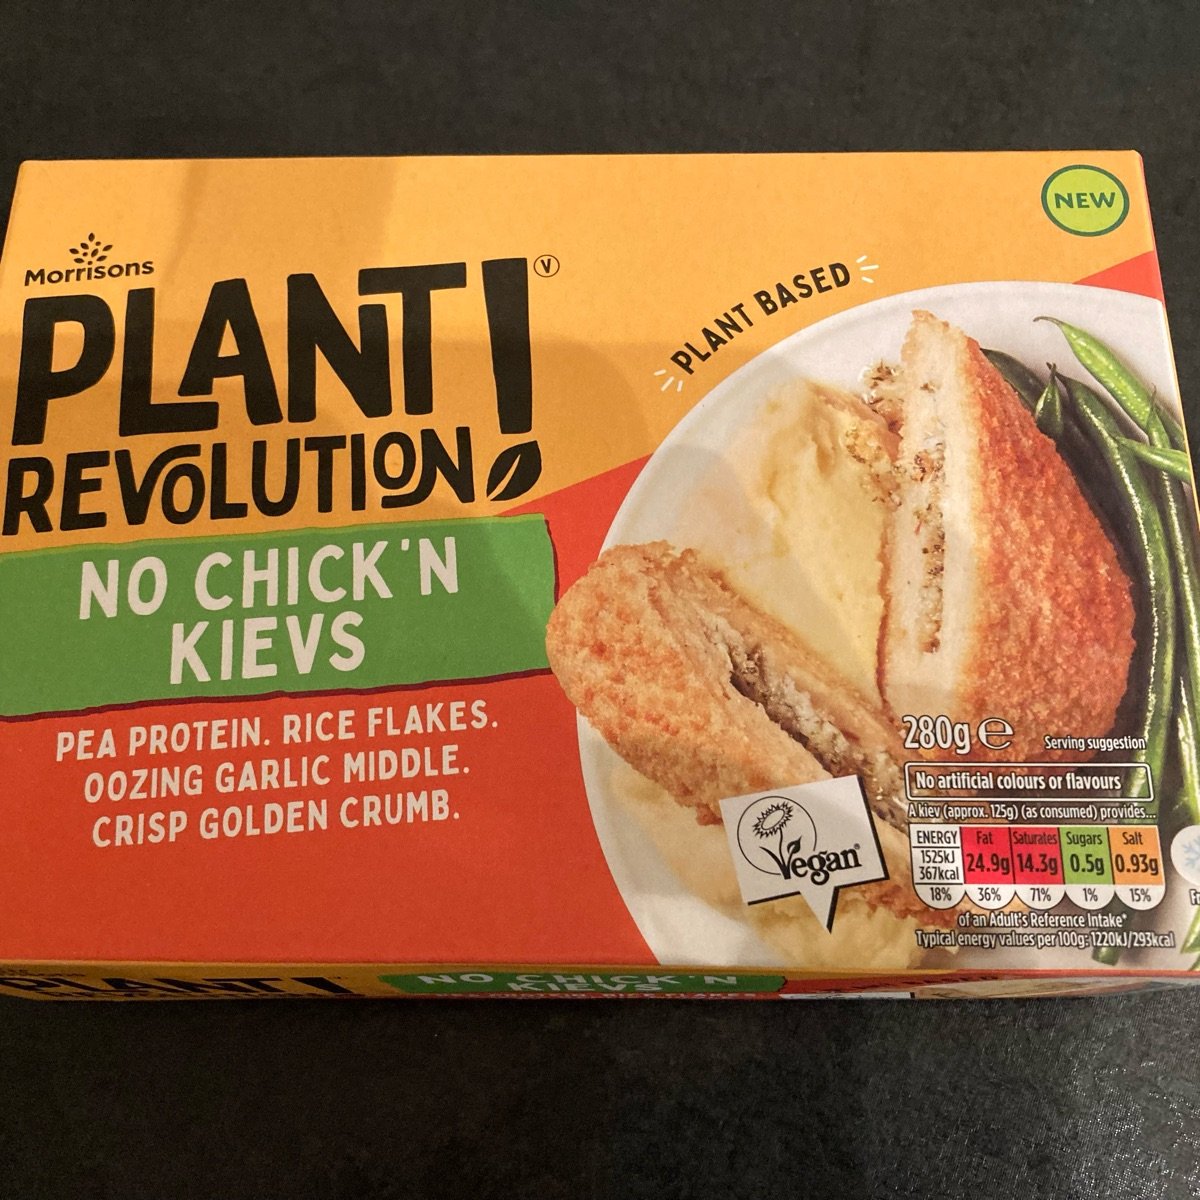 NEW
Morrisons
PLANT!
V
REVOLUTION
PLANT BASED
NO CHICK'N
KIEVS
PEA PROTEIN. RICE FLAKES.
OOZING GARLIC MIDDLE.
CRISP GOLDEN CRUMB.
280g ℮
Serving suggestion
No artificial colours or flavours
A kiev (approx. 125g) (as consumed) provides...
ENERGY Fat Saturates Sugars Salt
1525kJ
367kcal 24.9g 14.3g 0.5g 0.93g
18% 36% 71% 1% 15%
of an Adult's Reference Intake*
Typical energy values per 100g: 1220kJ/293kcal
Vegan®
NO CHICK'N
KIEVS